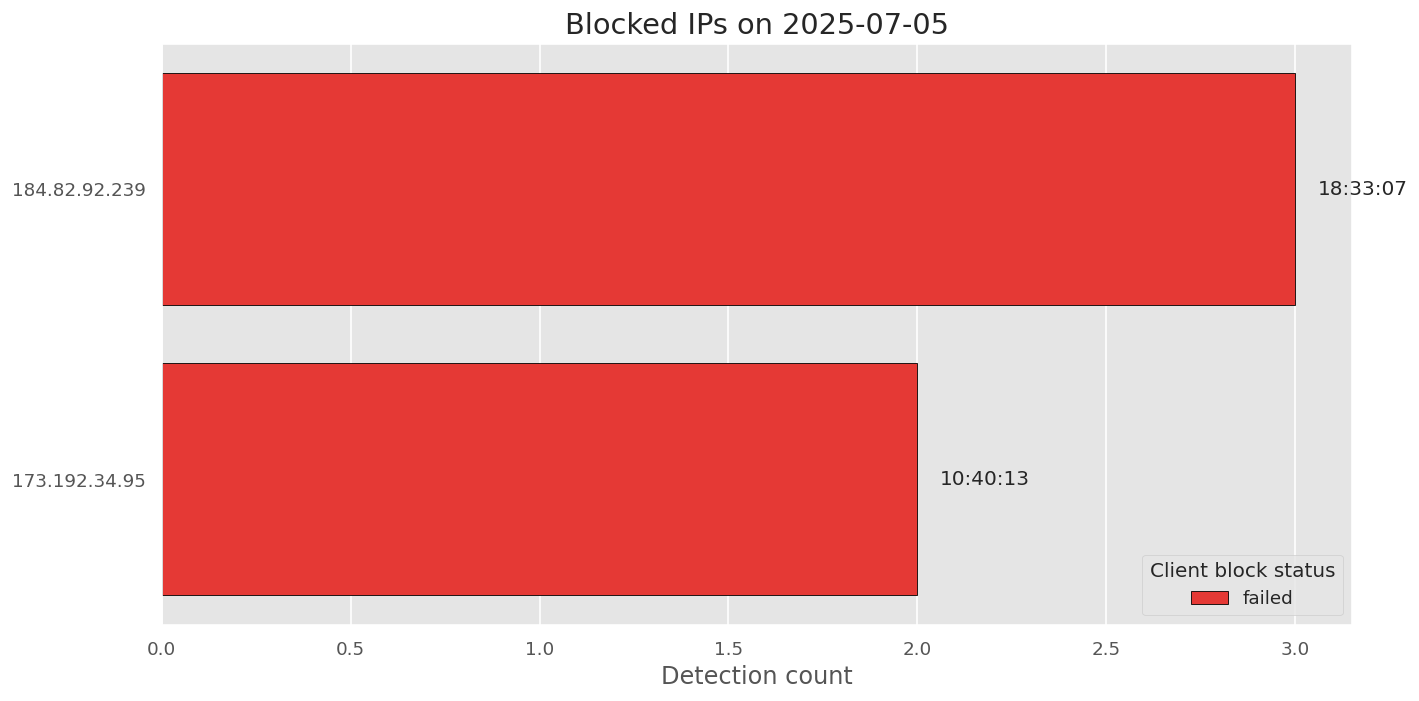 Blocked IPs on 2025-07-05
184.82.92.239
18:33:07
173.192.34.95
10:40:13
Client block status
failed
0.0 0.5 1.0 1.5 2.0 2.5 3.0
Detection count